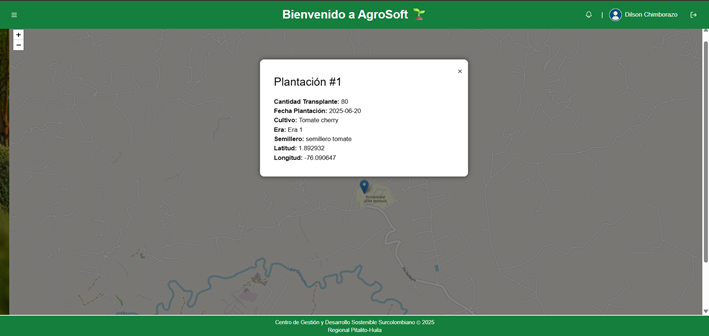 Bienvenido a AgroSoft
Dilson Chimborazo
+
−
Plantación #1
Cantidad Transplante: 80
Fecha Plantación: 2025-06-20
Cultivo: Tomate cherry
Era: Era 1
Semillero: semillero tomate
Latitud: 1.892932
Longitud: -76.090647
Centro de Gestión y Desarrollo Sostenible Surcolombiano © 2025
Regional Pitalito-Huila